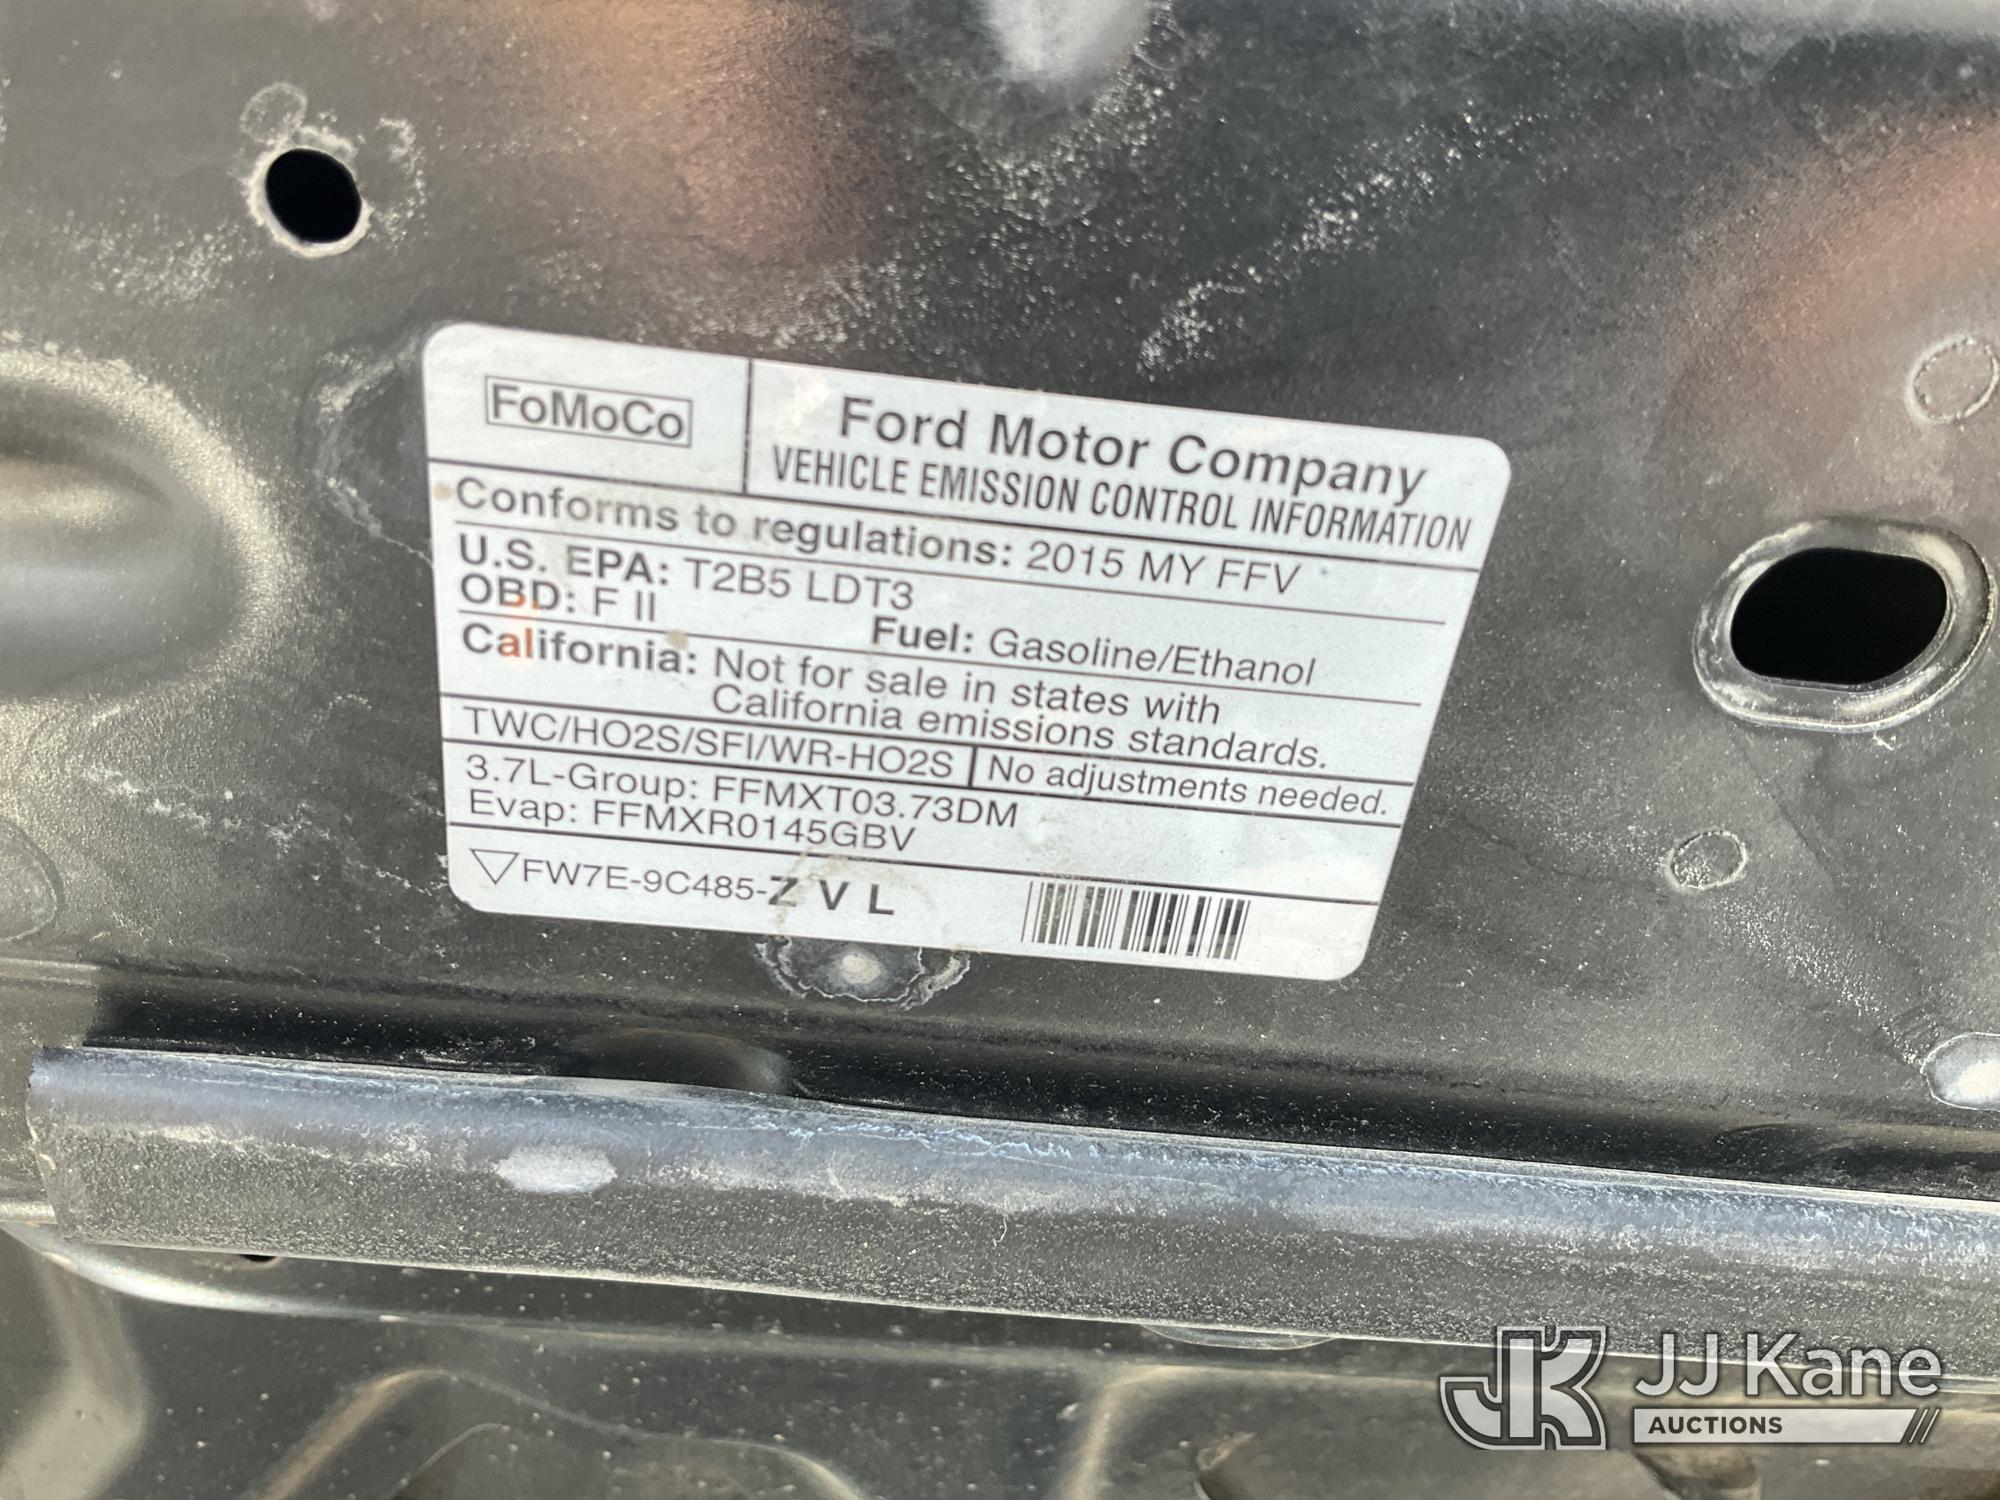 FoMoCo
Ford Motor Company
VEHICLE EMISSION CONTROL INFORMATION
Conforms to regulations: 2015 MY FFV
U.S. EPA: T2B5 LDT3
OBD: F II
Fuel: Gasoline/Ethanol
California: Not for sale in states with
California emissions standards.
TWC/HO2S/SFI/WR-HO2S
No adjustments needed.
3.7L-Group: FFMXT03.73DM
Evap: FFMXR0145GBV
FW7E-9C485-Z V L
JK
JJ Kane
AUCTIONS